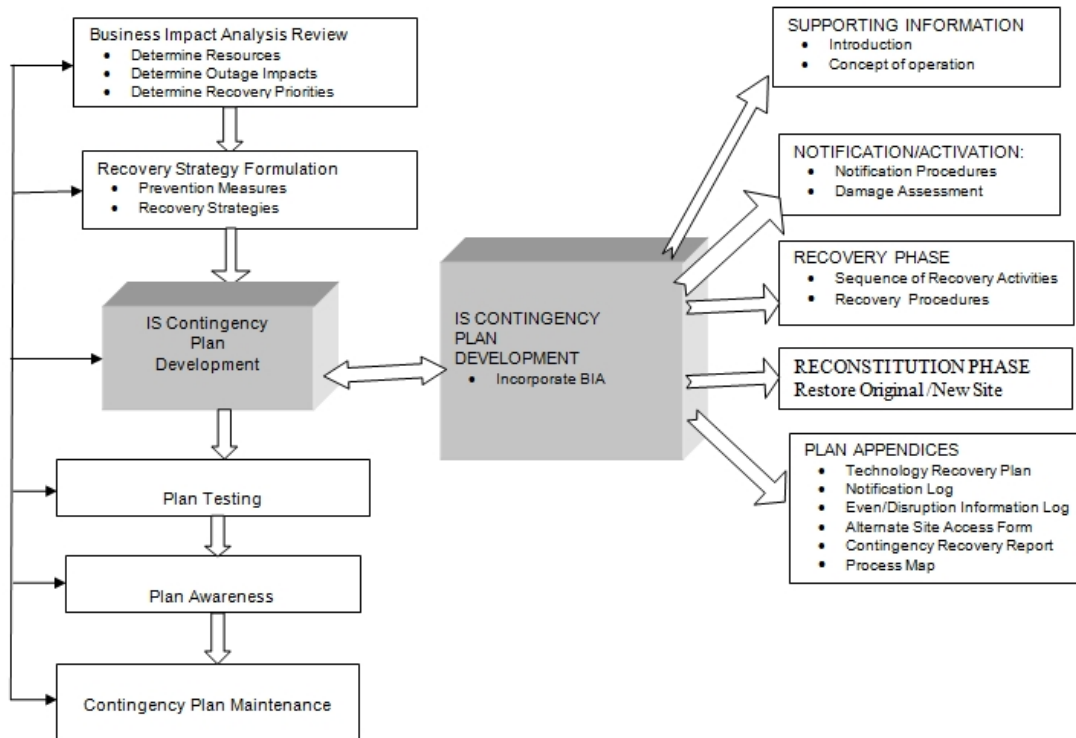 Business Impact Analysis Review
• Determine Resources
• Determine Outage Impacts
• Determine Recovery Priorities
Recovery Strategy Formulation
• Prevention Measures
• Recovery Strategies
IS Contingency
Plan
Development
Plan Testing
Plan Awareness
Contingency Plan Maintenance
IS CONTINGENCY
PLAN
DEVELOPMENT
• Incorporate BIA
SUPPORTING INFORMATION
• Introduction
• Concept of operation
NOTIFICATION/ACTIVATION:
• Notification Procedures
• Damage Assessment
RECOVERY PHASE
• Sequence of Recovery Activities
• Recovery Procedures
RECONSTITUTION PHASE
Restore Original /New Site
PLAN APPENDICES
• Technology Recovery Plan
• Notification Log
• Even/Disruption Information Log
• Alternate Site Access Form
• Contingency Recovery Report
• Process Map